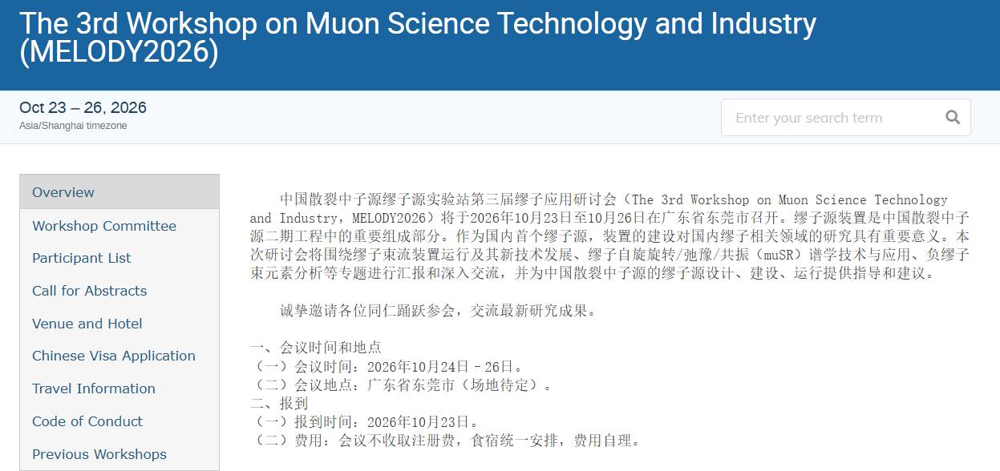 The 3rd Workshop on Muon Science Technology and Industry
(MELODY2026)
Oct 23 – 26, 2026
Asia/Shanghai timezone
Enter your search term
Overview
Workshop Committee
Participant List
Call for Abstracts
Venue and Hotel
Chinese Visa Application
Travel Information
Code of Conduct
Previous Workshops
中国散裂中子源缪子源实验站第三届缪子应用研讨会（The 3rd Workshop on Muon Science Technology
and Industry，MELODY2026）将于2026年10月23日至10月26日在广东省东莞市召开。缪子源装置是中国散裂中子
源二期工程中的重要组成部分。作为国内首个缪子源，装置的建设对国内缪子相关领域的研究具有重要意义。本
次研讨会将围绕缪子束流装置运行及其新技术发展、缪子自旋旋转/弛豫/共振（muSR）谱学技术与应用、负缪子
束元素分析等专题进行汇报和深入交流，并为中国散裂中子源的缪子源设计、建设、运行提供指导和建议。
诚挚邀请各位同仁踊跃参会，交流最新研究成果。
一、会议时间和地点
（一）会议时间：2026年10月24日–26日。
（二）会议地点：广东省东莞市（场地待定）。
二、报到
（一）报到时间：2026年10月23日。
（二）费用：会议不收取注册费，食宿统一安排，费用自理。